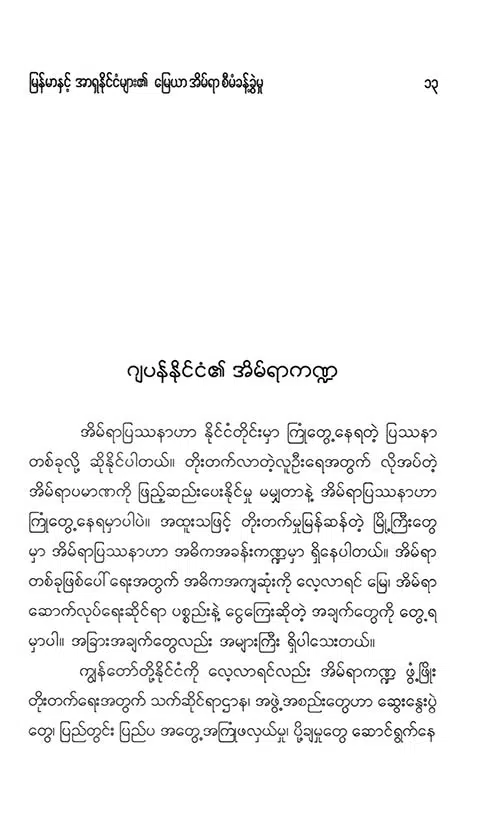 မြန်မာနှင့် အာရှနိုင်ငံများ၏ မြေယာအိမ်ရာစီမံခန့်ခွဲမှု ၁၃
ဂျပန်နိုင်ငံ၏ အိမ်ရာကဏ္ဍ
အိမ်ရာပြဿနာဟာ နိုင်ငံတိုင်းမှာ ကြုံတွေ့နေရတဲ့ ပြဿနာ
တစ်ခုလို့ ဆိုနိုင်ပါတယ်။ တိုးတက်လာတဲ့လူဦးရေအတွက် လိုအပ်တဲ့
အိမ်ရာပမာဏကို ဖြည့်ဆည်းပေးနိုင်မှု မမျှတာနဲ့ အိမ်ရာပြဿနာဟာ
ကြုံတွေ့နေရမှာပါပဲ။ အထူးသဖြင့် တိုးတက်မှုမြန်ဆန်တဲ့ မြို့ကြီးတွေ
မှာ အိမ်ရာပြဿနာဟာ အဓိကအခန်းကဏ္ဍမှာ ရှိနေပါတယ်။ အိမ်ရာ
တစ်ခုဖြစ်ပေါ်ရေးအတွက် အဓိကအကျဆုံးကို လေ့လာရင် မြေ၊ အိမ်ရာ
ဆောက်လုပ်ရေးဆိုင်ရာ ပစ္စည်းနဲ့ ငွေကြေးဆိုတဲ့ အချက်တွေကို တွေ့ရ
မှာပါ။ အခြားအချက်တွေလည်း အများကြီး ရှိပါသေးတယ်။
ကျွန်တော်တို့နိုင်ငံကို လေ့လာရင်လည်း အိမ်ရာကဏ္ဍ ဖွံ့ဖြိုး
တိုးတက်ရေးအတွက် သက်ဆိုင်ရာဌာန၊ အဖွဲ့အစည်းတွေဟာ ဆွေးနွေးပွဲ
တွေ၊ ပြည်တွင်း ပြည်ပ အတွေ့အကြုံဖလှယ်မှု၊ ပို့ချမှုတွေ ဆောင်ရွက်နေ